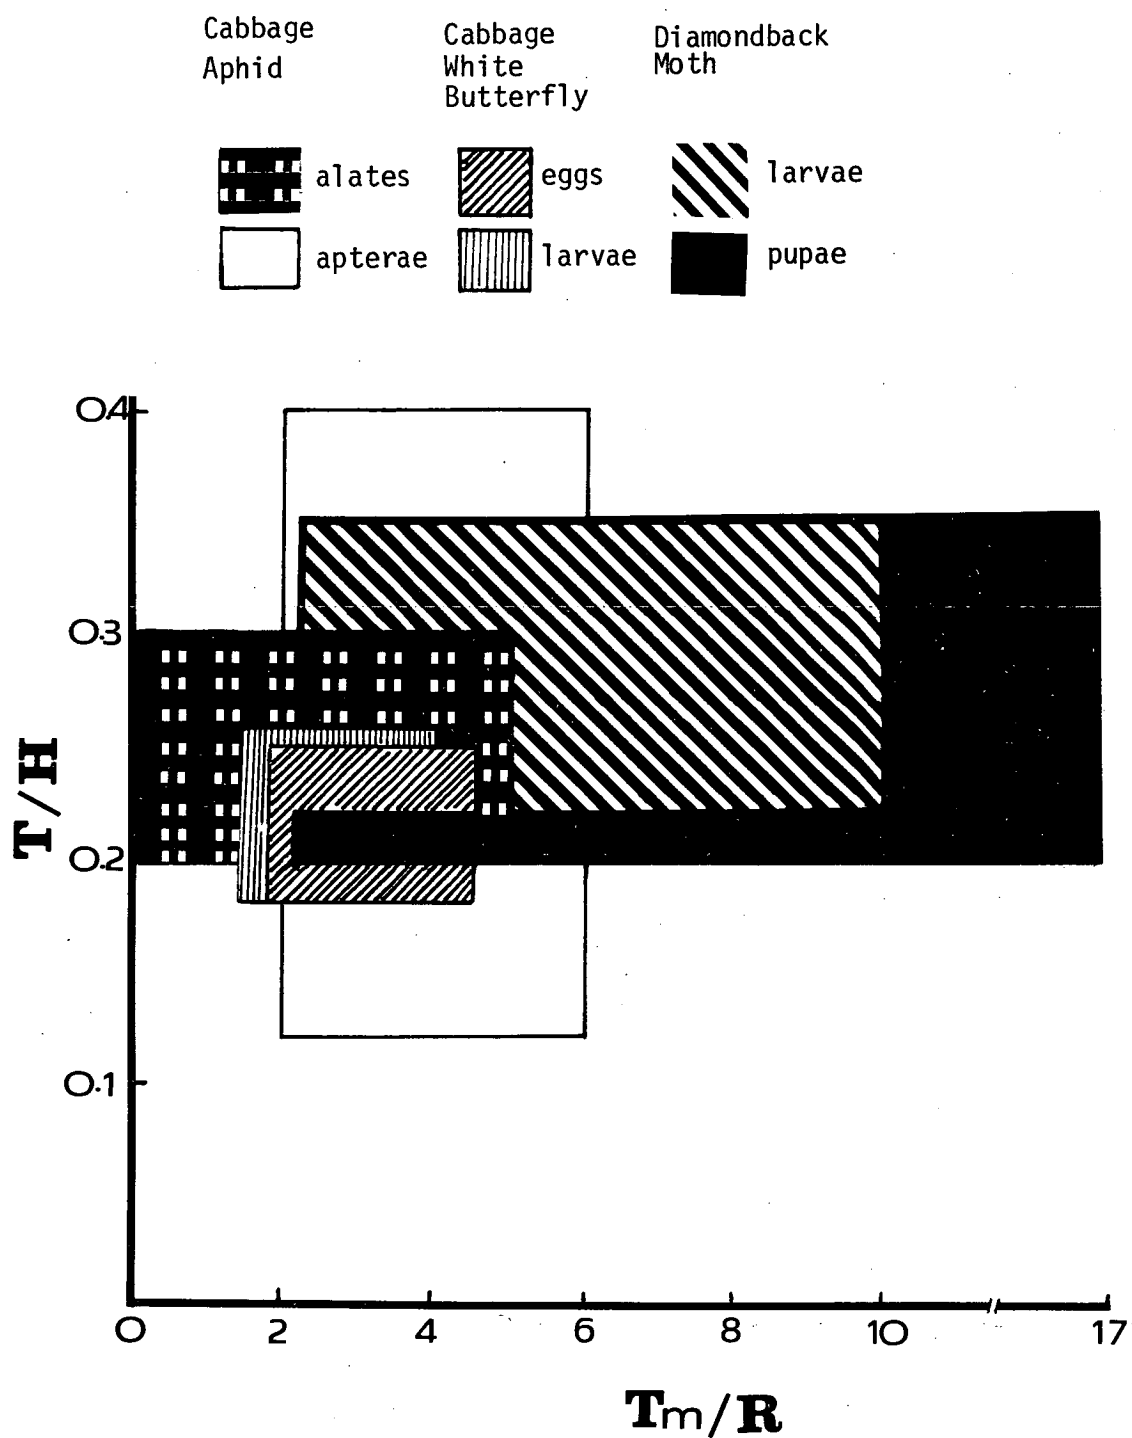 Cabbage
Aphid
Cabbage
White
Butterfly
Diamondback
Moth
alates
eggs
larvae
apterae
larvae
pupae
0.4
0.3
0.2
0.1
T/H
0 2 4 6 8 10 17
Tm/R